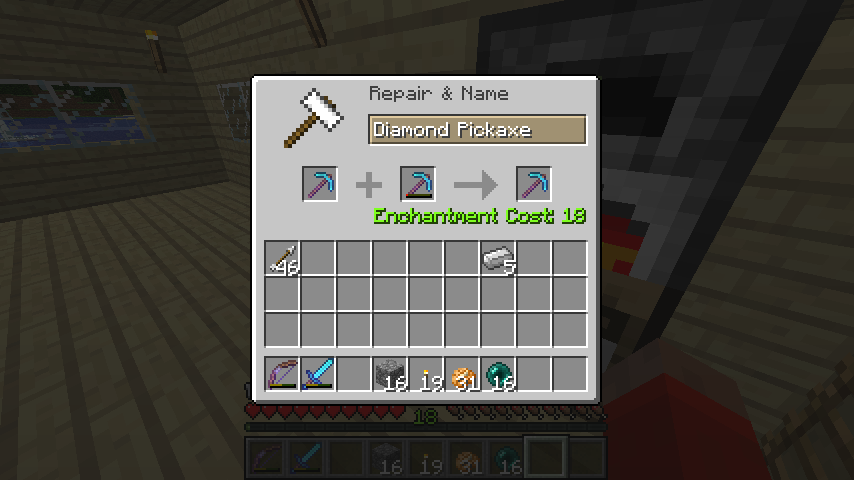 Repair & Name
Diamond Pickaxe
Enchantment Cost: 18
46 5
16 19 31 16
18
16 19 31 16